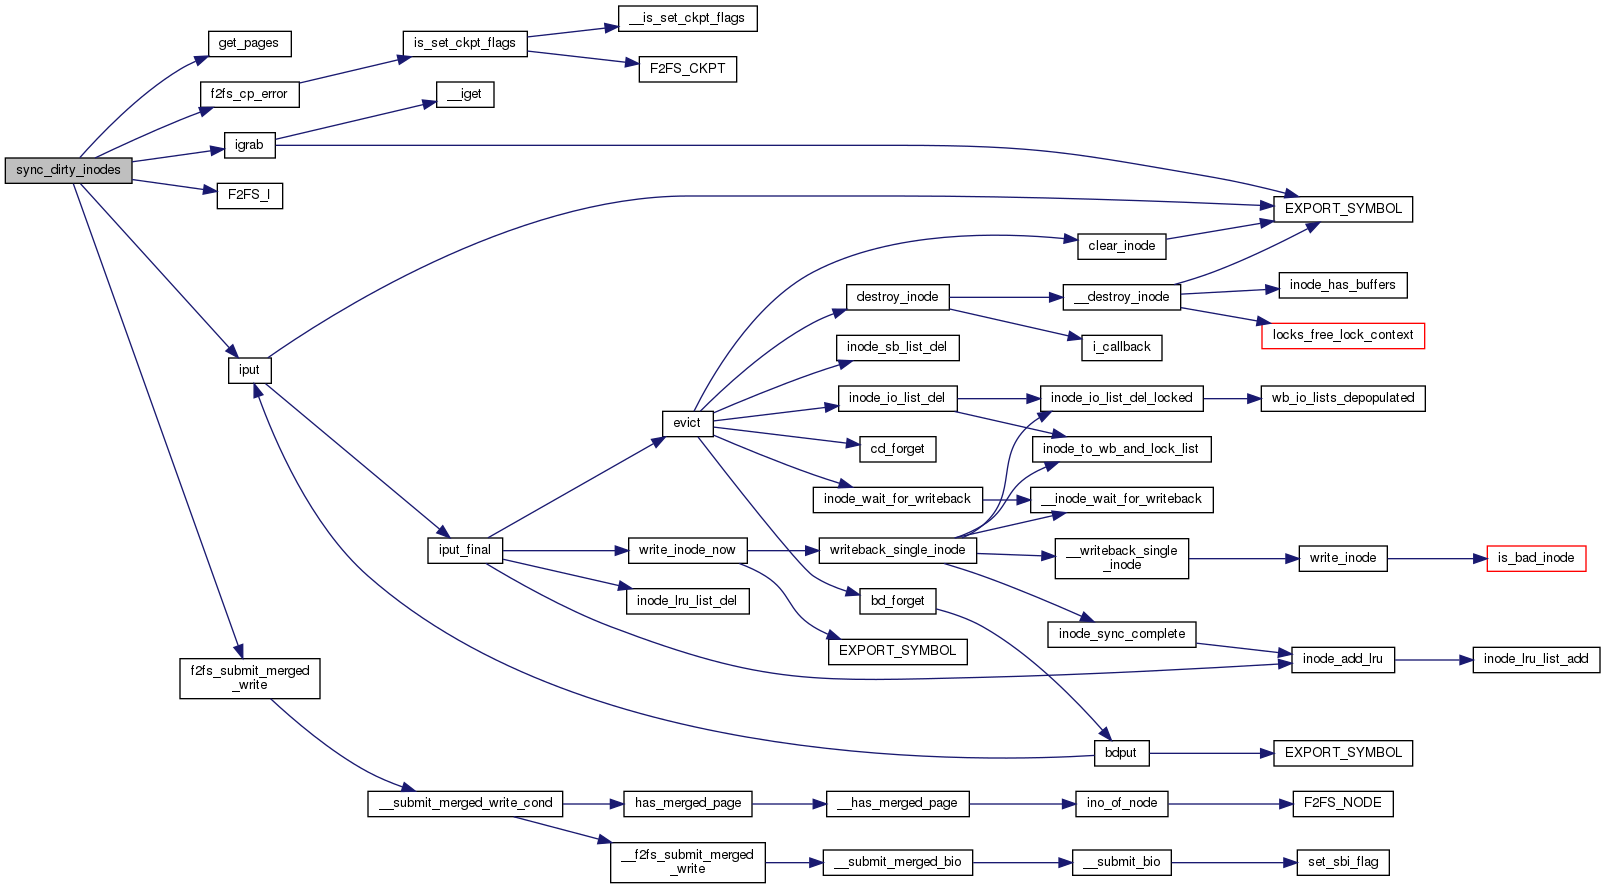 __is_set_ckpt_flags
get_pages
is_set_ckpt_flags
F2FS_CKPT
f2fs_cp_error
__iget
igrab
sync_dirty_inodes
F2FS_I
EXPORT_SYMBOL
clear_inode
inode_has_buffers
destroy_inode
__destroy_inode
locks_free_lock_context
inode_sb_list_del
i_callback
iput
inode_io_list_del
inode_io_list_del_locked
wb_io_lists_depopulated
evict
cd_forget
inode_to_wb_and_lock_list
inode_wait_for_writeback
__inode_wait_for_writeback
iput_final
write_inode_now
writeback_single_inode
__writeback_single
_inode
write_inode
is_bad_inode
inode_lru_list_del
bd_forget
inode_sync_complete
EXPORT_SYMBOL
inode_add_lru
inode_lru_list_add
f2fs_submit_merged
_write
bdput
EXPORT_SYMBOL
__submit_merged_write_cond
has_merged_page
__has_merged_page
ino_of_node
F2FS_NODE
__f2fs_submit_merged
_write
__submit_merged_bio
__submit_bio
set_sbi_flag